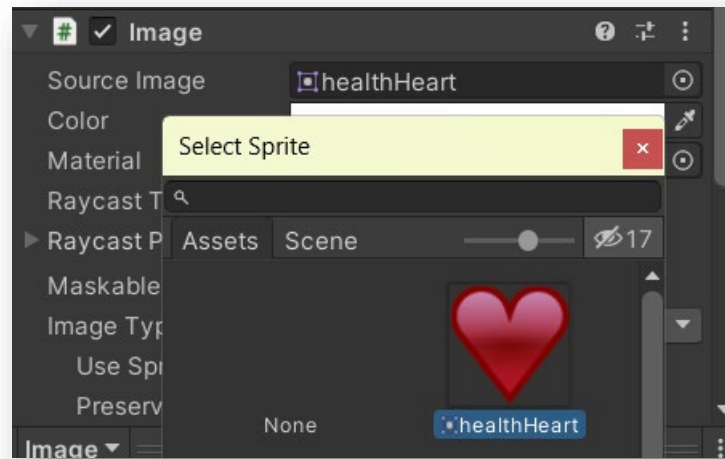 # Image
Source Image healthHeart
Color
Material
Select Sprite
Raycast T
Raycast P
Assets Scene 17
Maskable
Image Typ
Use Spr
Preserv
None healthHeart
Image